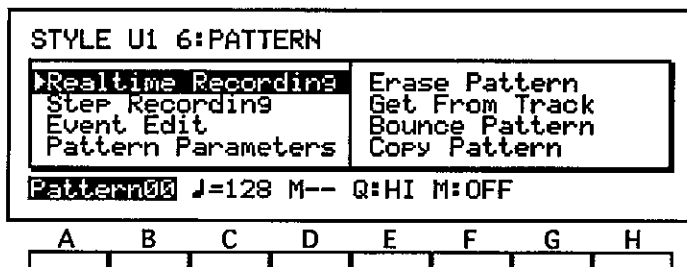 STYLE U1 6:PATTERN
▶Realtime Recording
Step Recording
Event Edit
Pattern Parameters
Erase Pattern
Get From Track
Bounce Pattern
Copy Pattern
Pattern00 ♩=128 M-- Q:HI M:OFF
A B C D E F G H